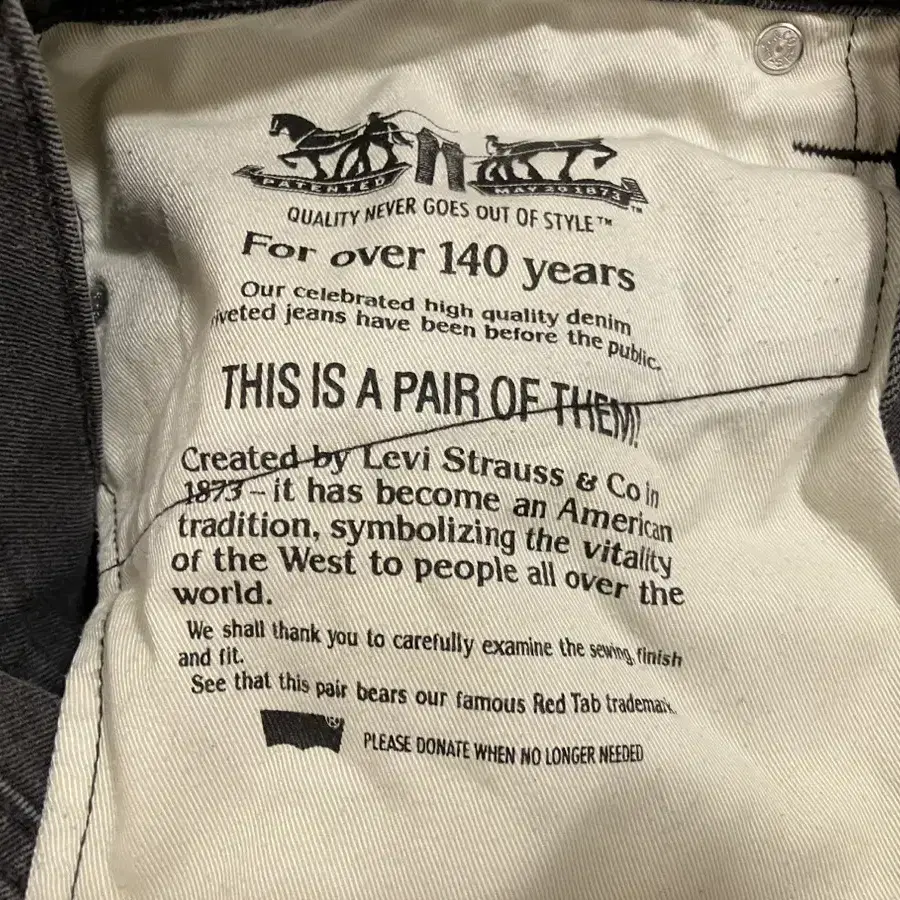 PATENTED MAY 20 1873
QUALITY NEVER GOES OUT OF STYLE™
For over 140 years
Our celebrated high quality denim
riveted jeans have been before the public.
THIS IS A PAIR OF THEM!
Created by Levi Strauss & Co in
1873 – it has become an American
tradition, symbolizing the vitality
of the West to people all over the
world.
We shall thank you to carefully examine the sewing, finish
and fit.
See that this pair bears our famous Red Tab trademark.
PLEASE DONATE WHEN NO LONGER NEEDED